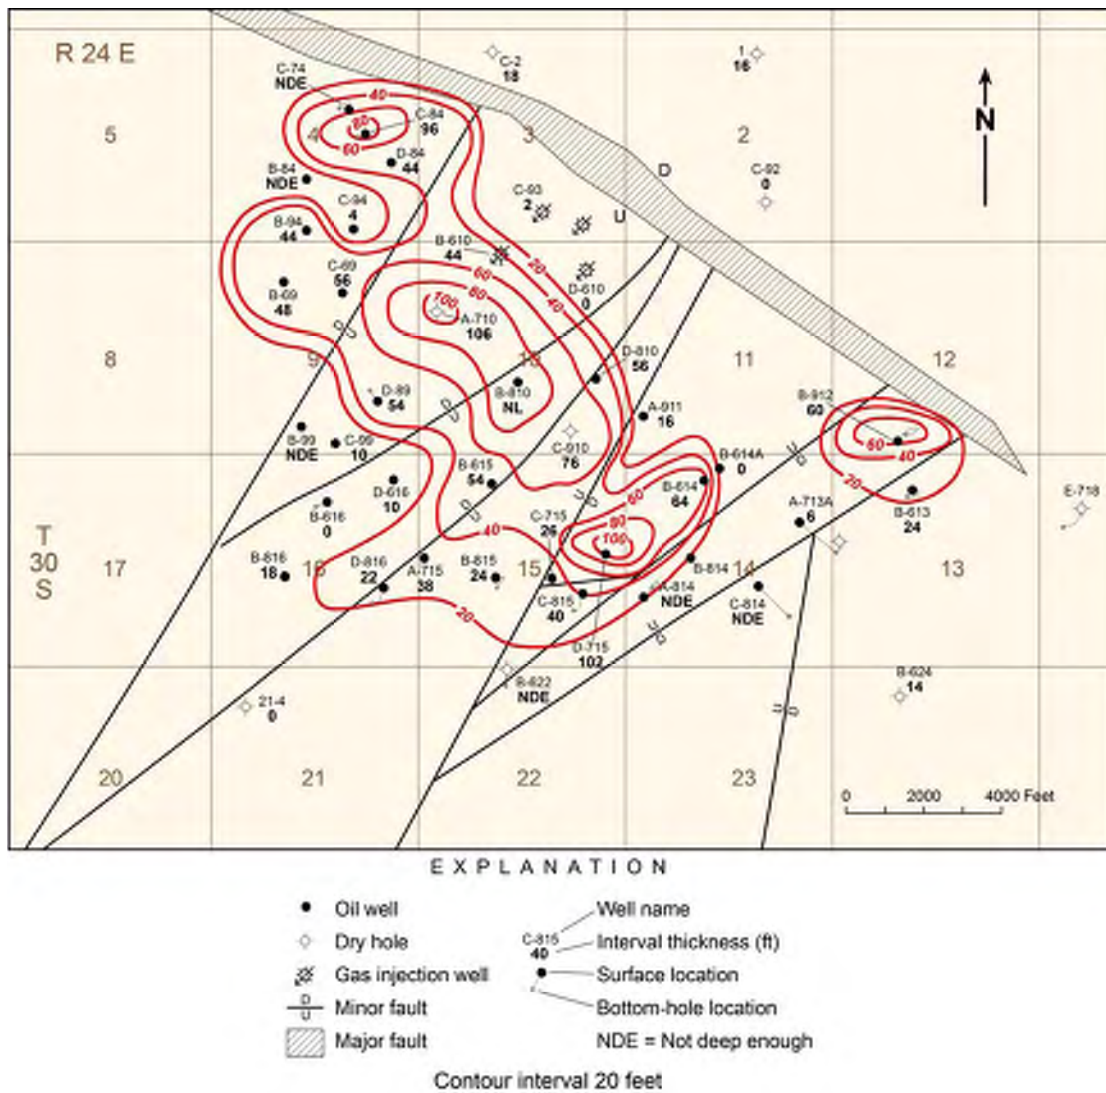 R 24 E
C-2
18
1
16
N
C-74
NDE
40
C-84
96
80
60
5
4
3
2
D-84
44
B-84
NDE
C-94
4
C-93
2
C-92
0
D
U
B-94
44
B-610
44
60
20
C-69
56
B-69
48
80
40
D-610
0
100
A-710
106
D
U
8
9
10
11
12
D-810
56
B-810
NL
D-89
54
D
U
B-912
60
A-911
16
B-99
NDE
C-99
10
C-910
76
60
40
20
B-614A
0
U
D
B-615
54
D-616
10
B-614
64
60
B-616
0
A-713A
6
B-613
24
E-718
D
U
U
D
40
C-715
26
80
100
T
30
S
17
16
15
14
13
B-816
18
D-816
22
A-715
38
B-815
24
B-814
A-814
NDE
C-814
NDE
C-815
40
20
D-715
102
U
D
B-622
NDE
B-624
14
21-4
0
U
D
20
21
22
23
0 2000 4000 Feet
EXPLANATION
Oil well
Dry hole
Gas injection well
D
U
Minor fault
Major fault
Well name
C-815
40
Interval thickness (ft)
Surface location
Bottom-hole location
NDE = Not deep enough
Contour interval 20 feet